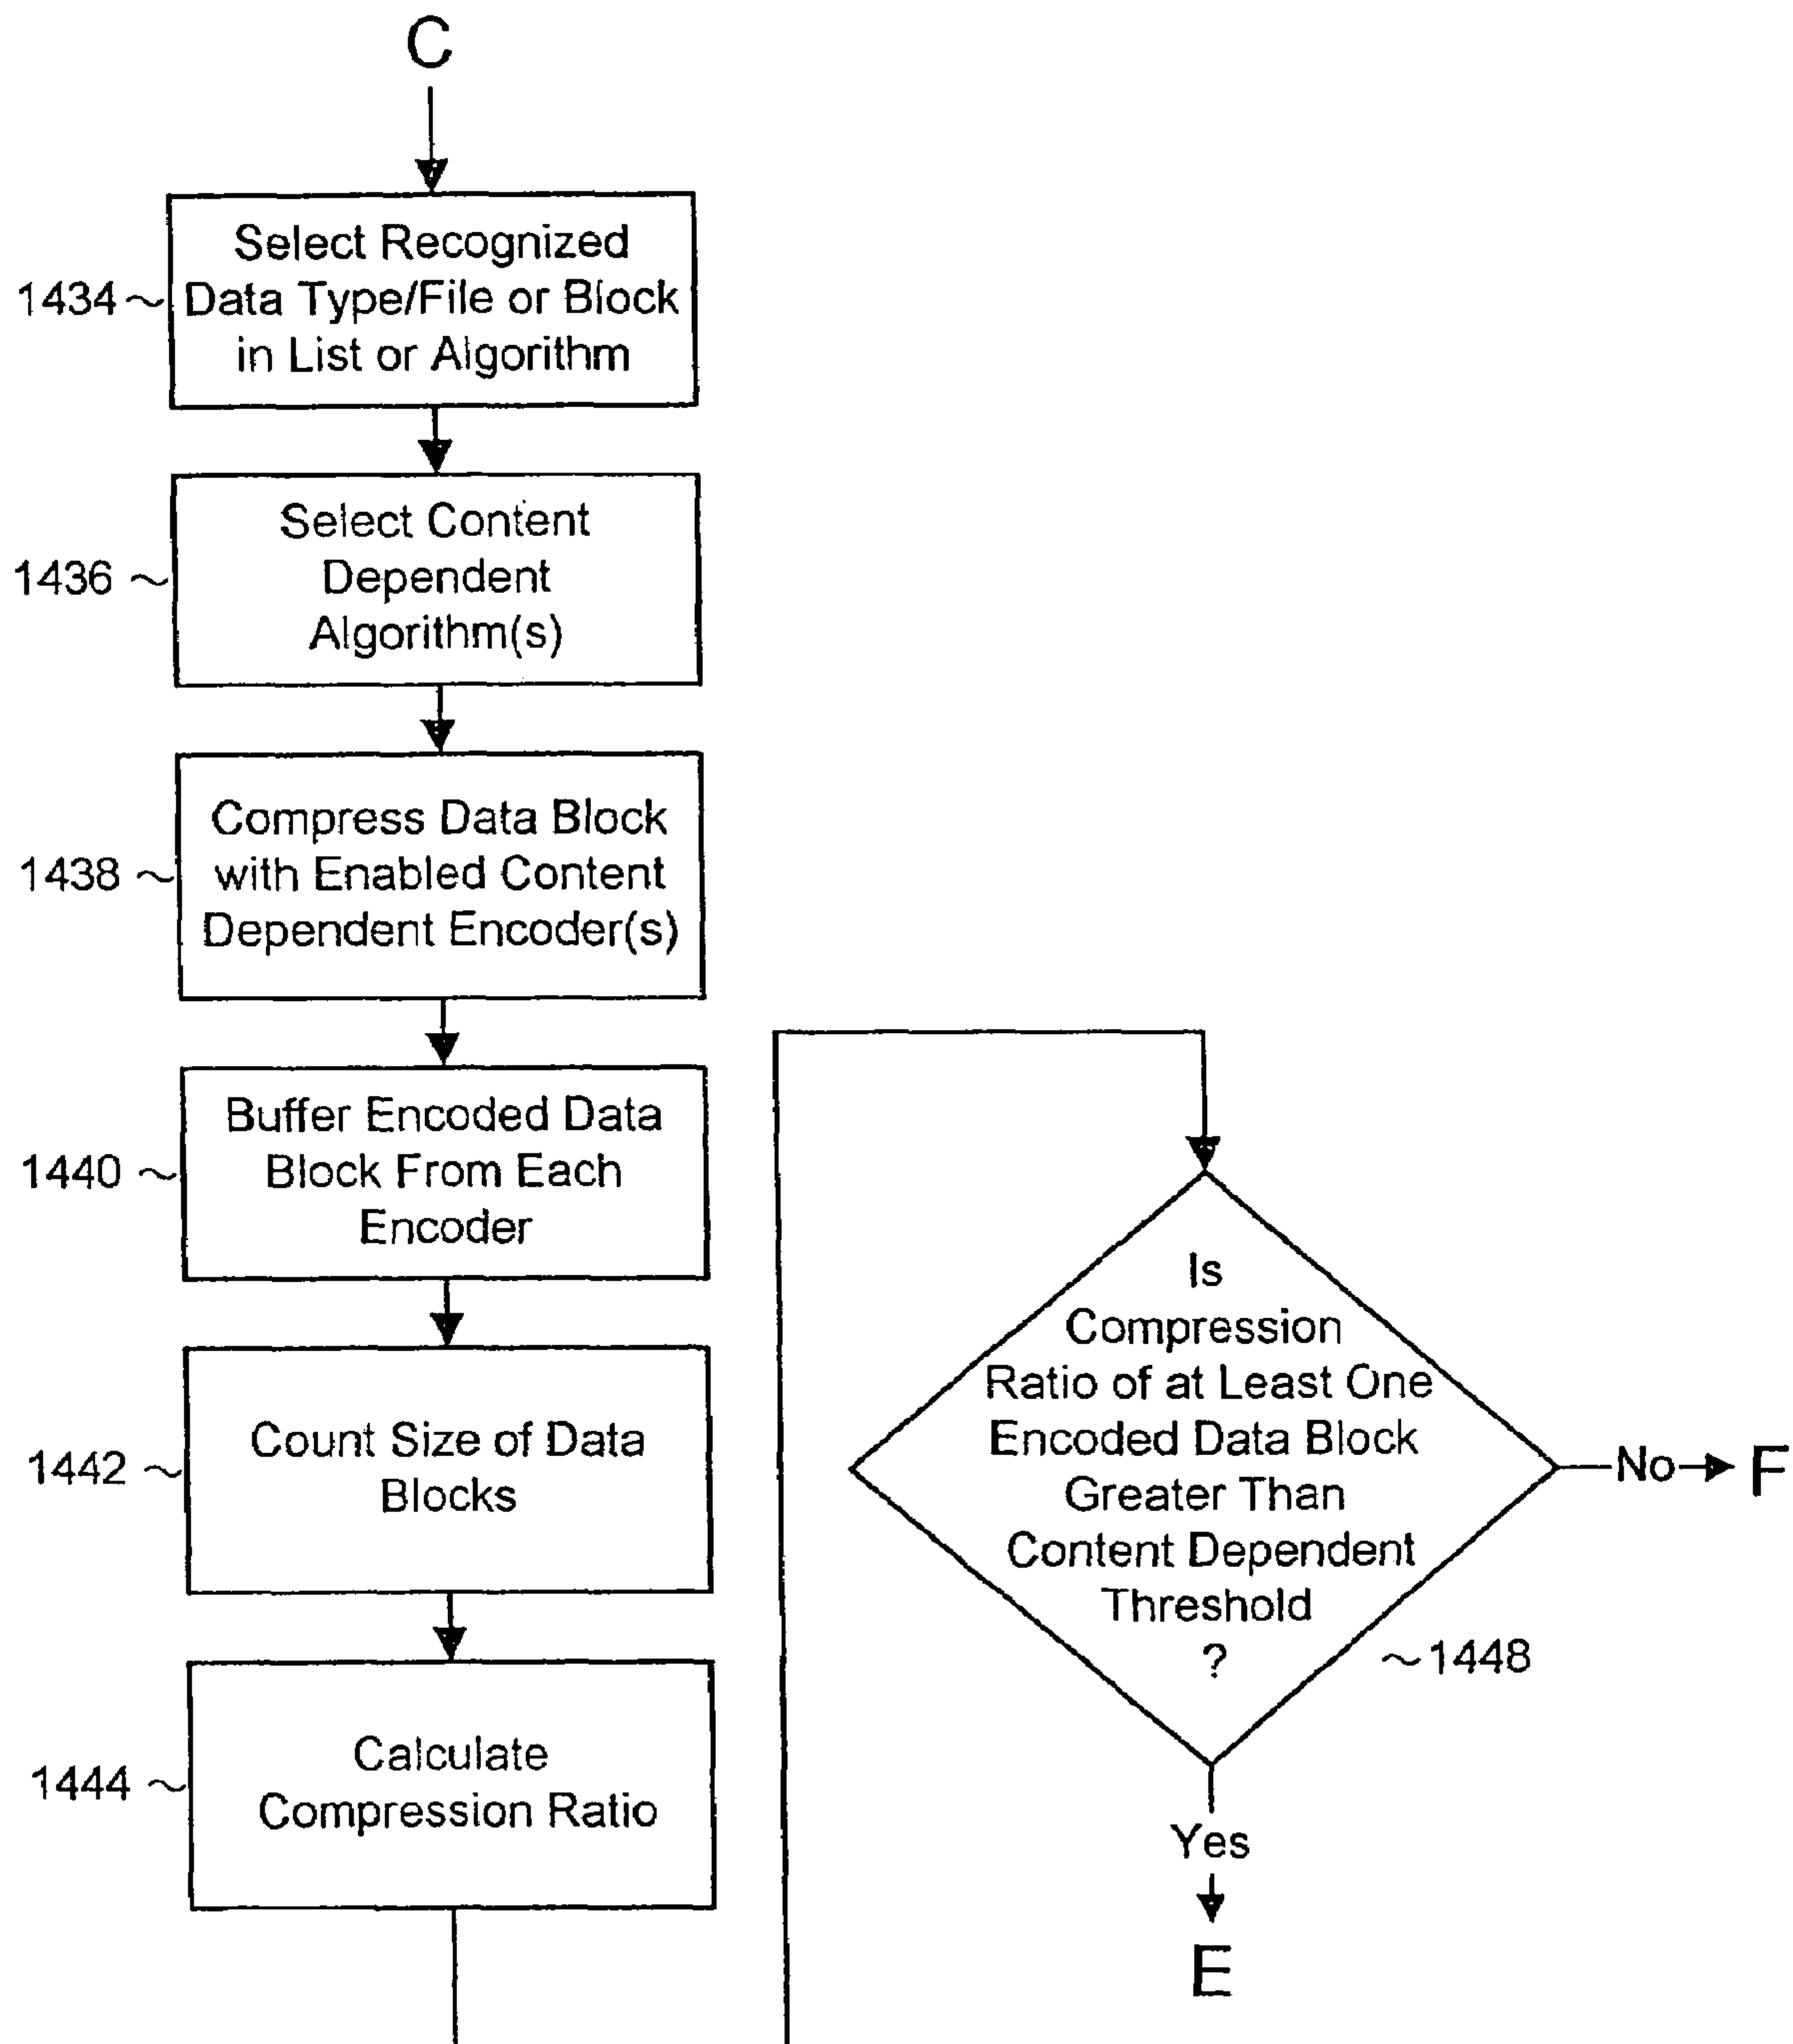 C
1434
Select Recognized
Data Type/File or Block
in List or Algorithm
1436
Select Content
Dependent
Algorithm(s)
1438
Compress Data Block
with Enabled Content
Dependent Encoder(s)
1440
Buffer Encoded Data
Block From Each
Encoder
1442
Count Size of Data
Blocks
1444
Calculate
Compression Ratio
Is
Compression
Ratio of at Least One
Encoded Data Block
Greater Than
Content Dependent
Threshold
?
1448
No
F
Yes
E